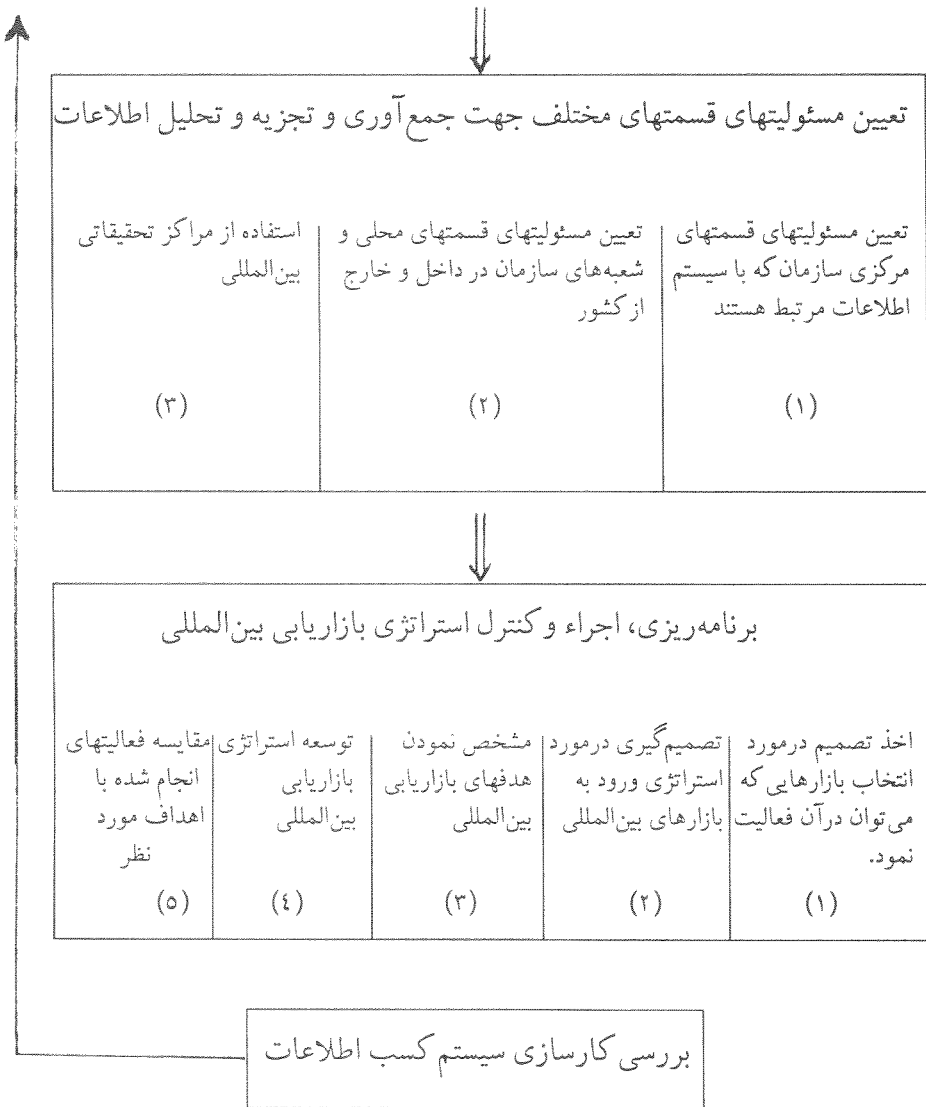 تعیین مسئولیتهای قسمتهای مختلف جهت جمع‌آوری و تجزیه و تحلیل اطلاعات
تعیین مسئولیتهای قسمتهای
مرکزی سازمان که با سیستم
اطلاعات مرتبط هستند
(۱)
تعیین مسئولیتهای قسمتهای محلی و
شعبه‌های سازمان در داخل و خارج
از کشور
(۲)
استفاده از مراکز تحقیقاتی
بین‌المللی
(۳)
برنامه‌ریزی، اجراء و کنترل استراتژی بازاریابی بین‌المللی
اخذ تصمیم درمورد
انتخاب بازارهایی که
می‌توان درآن فعالیت
نمود.
(۱)
تصمیم‌گیری درمورد
استراتژی ورود به
بازارهای بین‌المللی
(۲)
مشخص نمودن
هدفهای بازاریابی
بین‌المللی
(۳)
توسعه استراتژی
بازاریابی
بین‌المللی
(٤)
مقایسه فعالیتهای
انجام شده با
اهداف مورد
نظر
(٥)
بررسی کارسازی سیستم کسب اطلاعات